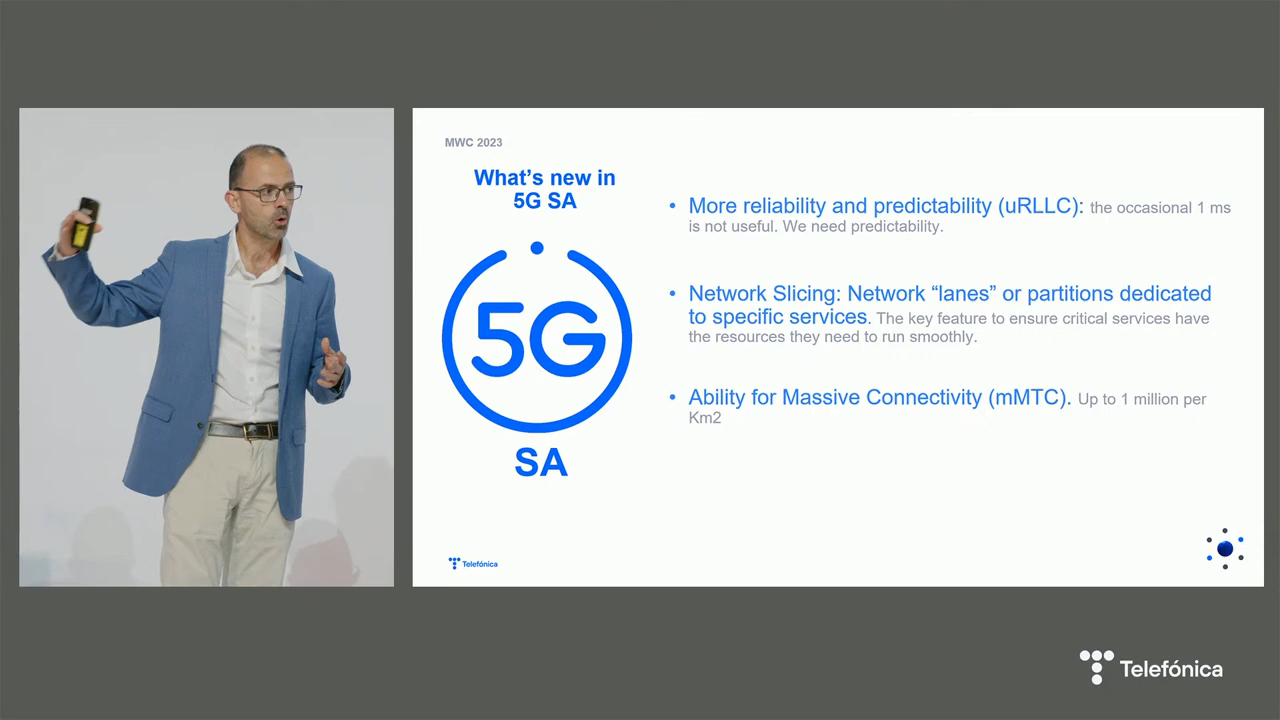 MWC 2023
What's new in
5G SA
5G
SA
• More reliability and predictability (uRLLC): the occasional 1 ms
is not useful. We need predictability.
• Network Slicing: Network “lanes” or partitions dedicated
to specific services. The key feature to ensure critical services have
the resources they need to run smoothly.
• Ability for Massive Connectivity (mMTC). Up to 1 million per
Km2
Telefónica
Telefónica